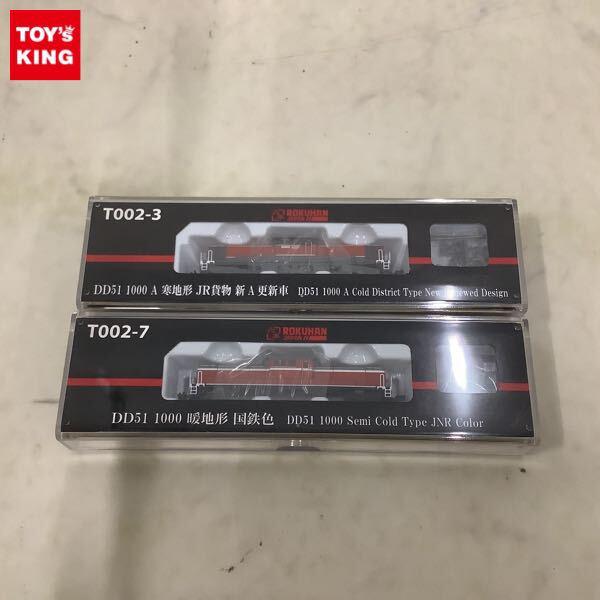 TOY's
KING
T002-3
ROKUHAN
DD51 1000 A 寒地形 JR貨物 新A更新車 DD51 1000 A Cold District Type New Renewed Design
T002-7
ROKUHAN
DD51 1000 暖地形 国鉄色 DD51 1000 Semi Cold Type JNR Color